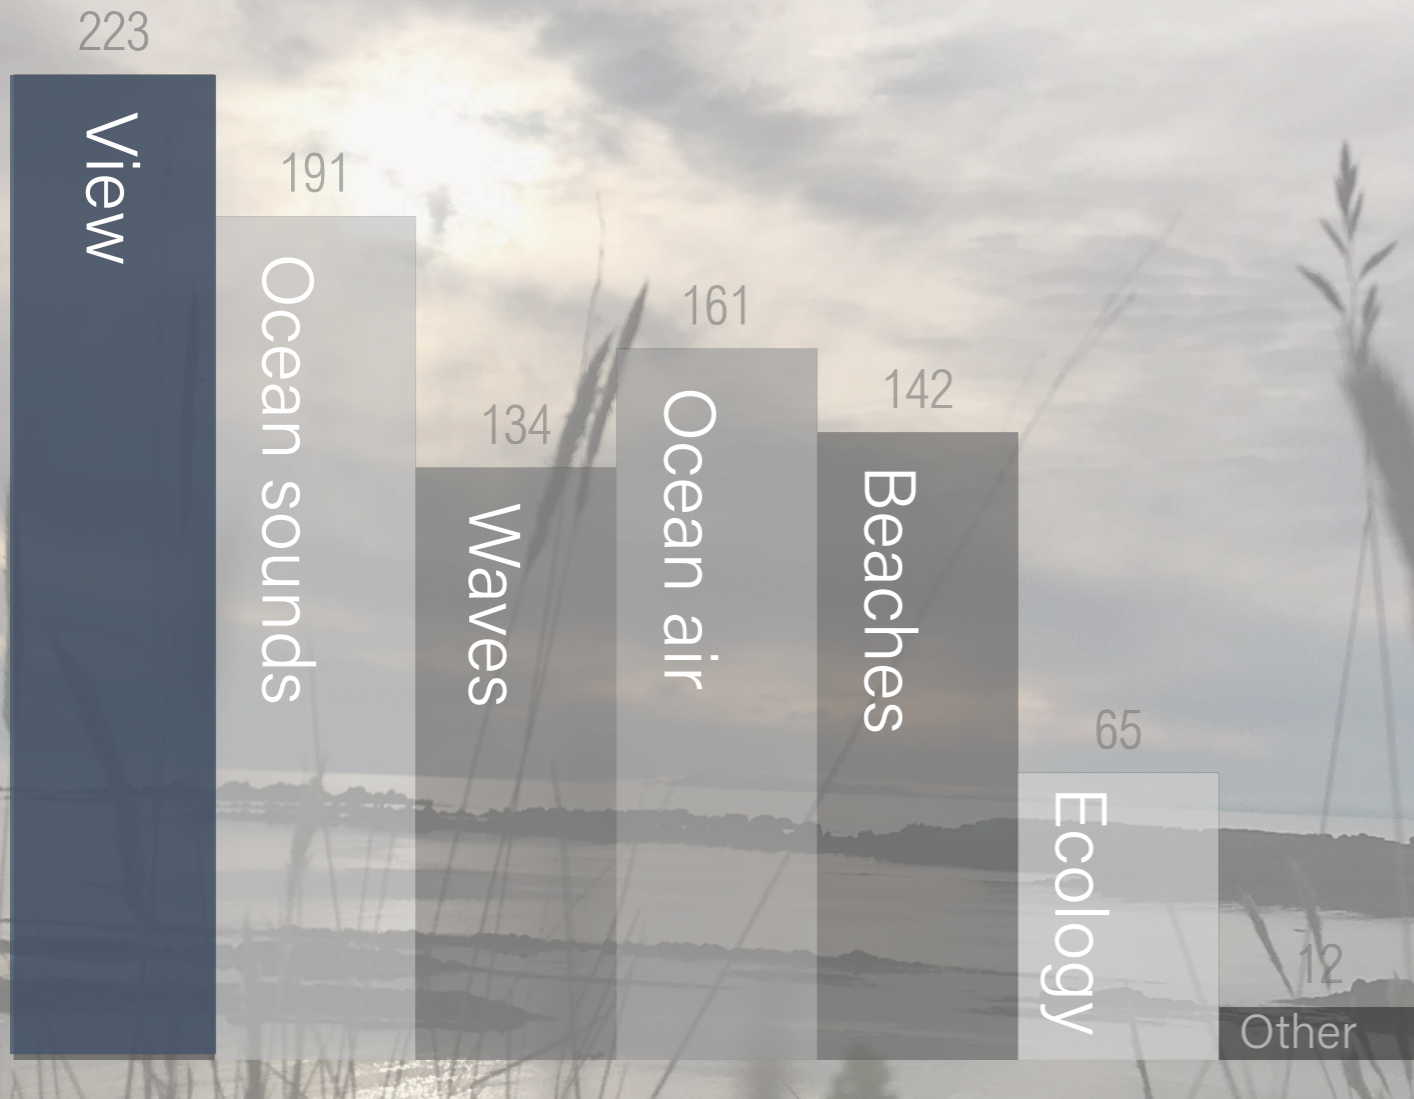 223
View
191
Ocean sounds
134
Waves
161
Ocean air
142
Beaches
65
Ecology
12
Other